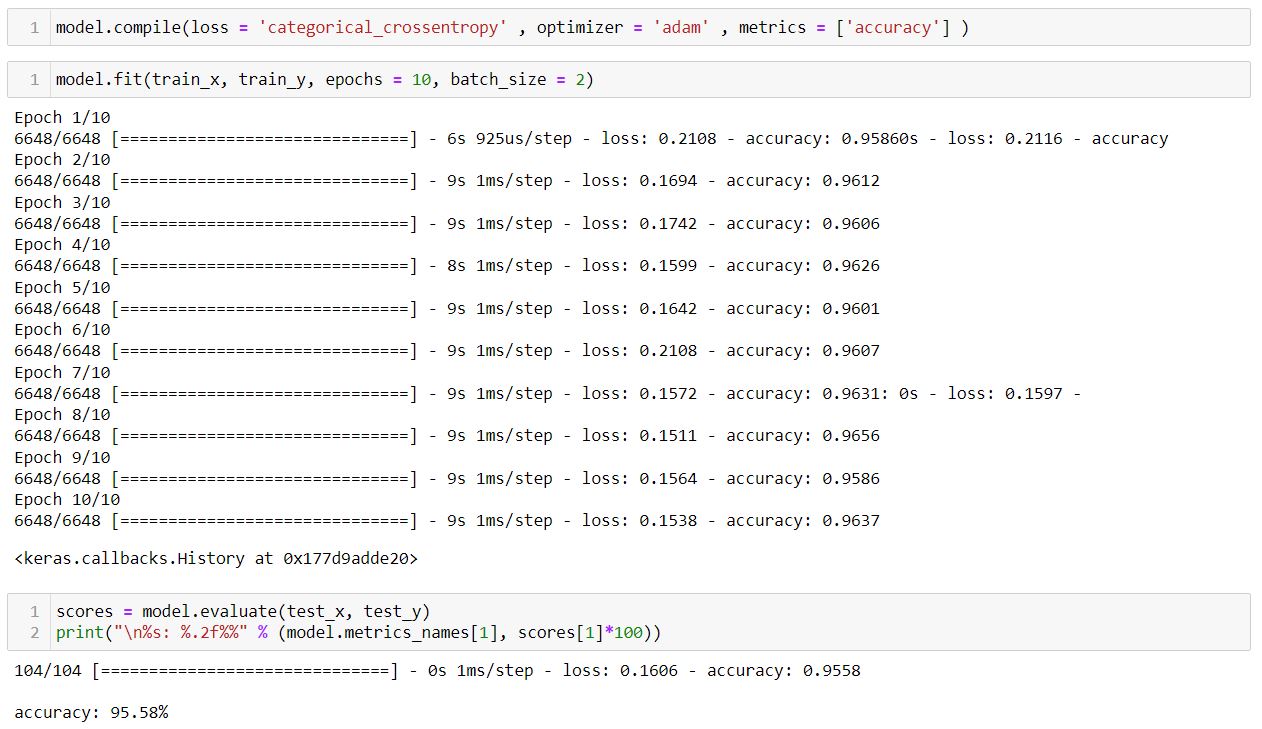 1 model.compile(loss = 'categorical_crossentropy' , optimizer = 'adam' , metrics = ['accuracy'] )
1 model.fit(train_x, train_y, epochs = 10, batch_size = 2)
Epoch 1/10
6648/6648 [==============================] - 6s 925us/step - loss: 0.2108 - accuracy: 0.95860s - loss: 0.2116 - accuracy
Epoch 2/10
6648/6648 [==============================] - 9s 1ms/step - loss: 0.1694 - accuracy: 0.9612
Epoch 3/10
6648/6648 [==============================] - 9s 1ms/step - loss: 0.1742 - accuracy: 0.9606
Epoch 4/10
6648/6648 [==============================] - 8s 1ms/step - loss: 0.1599 - accuracy: 0.9626
Epoch 5/10
6648/6648 [==============================] - 9s 1ms/step - loss: 0.1642 - accuracy: 0.9601
Epoch 6/10
6648/6648 [==============================] - 9s 1ms/step - loss: 0.2108 - accuracy: 0.9607
Epoch 7/10
6648/6648 [==============================] - 9s 1ms/step - loss: 0.1572 - accuracy: 0.9631: 0s - loss: 0.1597 -
Epoch 8/10
6648/6648 [==============================] - 9s 1ms/step - loss: 0.1511 - accuracy: 0.9656
Epoch 9/10
6648/6648 [==============================] - 9s 1ms/step - loss: 0.1564 - accuracy: 0.9586
Epoch 10/10
6648/6648 [==============================] - 9s 1ms/step - loss: 0.1538 - accuracy: 0.9637
<keras.callbacks.History at 0x177d9adde20>
1 scores = model.evaluate(test_x, test_y)
2 print("\n%s: %.2f%%" % (model.metrics_names[1], scores[1]*100))
104/104 [==============================] - 0s 1ms/step - loss: 0.1606 - accuracy: 0.9558
accuracy: 95.58%